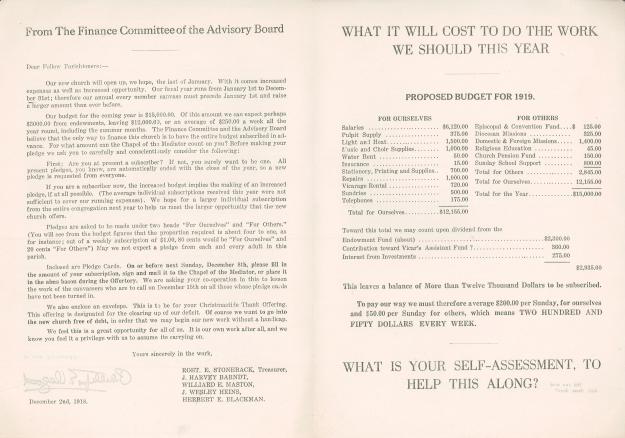 From The Finance Committee of the Advisory Board
Dear Fellow Parishioners:—
Our new church will open up, we hope, the last of January. With it comes increased
expenses as well as increased opportunity. Our fiscal year runs from January 1st to Decem-
ber 31st; therefore our annual every member canvass must precede January 1st and raise
a larger amount than ever before.
Our budget for the coming year is $15,000.00. Of this amount we can expect perhaps
$3000.00 from endowments, leaving $12,000.00, or an average of $250.00 a week all the
year round, including the summer months. The Finance Committee and the Advisory Board
believe that the only way to finance this church is to have the entire budget subscribed in ad-
vance. For what amount can the Chapel of the Mediator count on you? Before making your
pledge we ask you to carefully and conscientiously consider the following:
First: Are you at present a subscriber? If not, you surely want to be one. All
present pledges, you know, are automatically ended with the close of the year, so a new
pledge is requested from everyone.
If you are a subscriber now, the increased budget implies the making of an increased
pledge, if at all possible. (The average individual subscriptions received this year were not
sufficient to cover our running expenses). We hope for a larger individual subscription
from the entire congregation next year to help us meet the larger opportunity that the new
church offers.
Pledges are asked to be made under two heads "For Ourselves" and "For Others."
(You will see from the budget figures that the proportion required is about four to one, as
for instance; out of a weekly subscription of $1.00, 80 cents would be "For Ourselves" and
20 cents "For Others") May we not expect a pledge from each and every adult in this
parish.
Inclosed are Pledge Cards. On or before next Sunday, December 8th, please fill in
the amount of your subscription, sign and mail it to the Chapel of the Mediator, or place it
in the alms bason during the Offertory. We are asking your co-operation in this to lessen
the work of the canvassers who are to call on December 15th on all those whose pledge cards
have not been turned in.
We also enclose an envelope. This is to be for your Christmastide Thank Offering.
This offering is designated for the clearing up of our deficit. Of course we want to go into
the new church free of debt, in order that we may begin our new work without a handicap.
We feel this is a great opportunity for all of us. It is our own work after all, and we
know you feel it a privilege with us to assume its carrying on.
Yours sincerely in the work,
ROBT. E. STONEBACK, Treasurer,
J. HARVEY BARNDT,
WILLIARD E. MASTON,
J. WESLEY HEINS,
HERBERT E. BLACKMAN.
December 2nd, 1918.
WHAT IT WILL COST TO DO THE WORK
WE SHOULD THIS YEAR
PROPOSED BUDGET FOR 1919.
FOR OURSELVES
Salaries $6,120.00
Pulpit Supply 375.00
Light and Heat 1,500.00
Music and Choir Supplies 1,000.00
Water Rent 50.00
Insurance 15.00
Stationery, Printing and Supplies 700.00
Repairs 1,000.00
Vicarage Rental 720.00
Sundries 500.00
Telephones 175.00
Total for Ourselves $12,155.00
FOR OTHERS
Episcopal & Convention Fund $ 125.00
Diocesan Missions 325.00
Domestic & Foreign Missions 1,400.00
Religious Education 45.00
Church Pension Fund 150.00
Sunday School Support 800.00
Total for Others 2,845.00
Total for Ourselves 12,155.00
Total for the Year $15,000.00
Toward this total we may count upon dividend from the
Endowment Fund (about) $2,300.00
Contribution toward Vicar's Assistant Fund ? 360.00
Interest from Investments 275.00
$2,935.00
This leaves a balance of More than Twelve Thousand Dollars to be subscribed.
To pay our way we must therefore average $200.00 per Sunday, for ourselves
and $50.00 per Sunday for others, which means TWO HUNDRED AND
FIFTY DOLLARS EVERY WEEK.
WHAT IS YOUR SELF-ASSESSMENT, TO
HELP THIS ALONG?